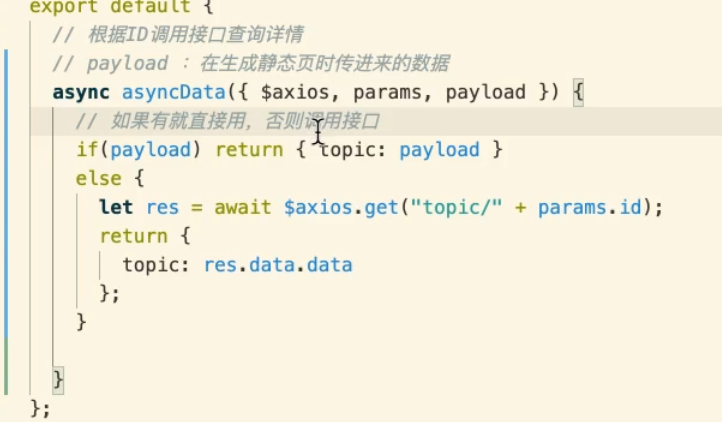 export default {
// 根据ID调用接口查询详情
// payload ：在生成静态页时传进来的数据
async asyncData({ $axios, params, payload }) {
// 如果有就直接用，否则调用接口
if(payload) return { topic: payload }
else {
let res = await $axios.get("topic/" + params.id);
return {
topic: res.data.data
};
}
}
};